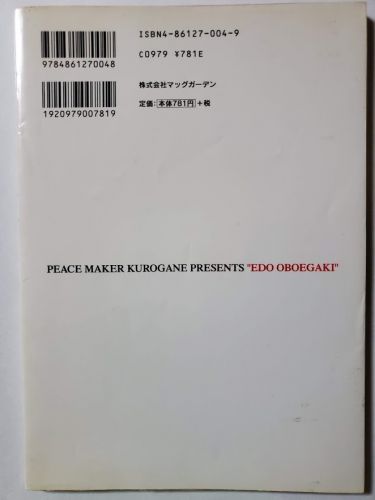 ISBN4-86127-004-9
9784861270048
C0979 ¥781E
株式会社マッグガーデン
定価:本体781円+税
1920979007819
PEACE MAKER KUROGANE PRESENTS "EDO OBOEGAKI"